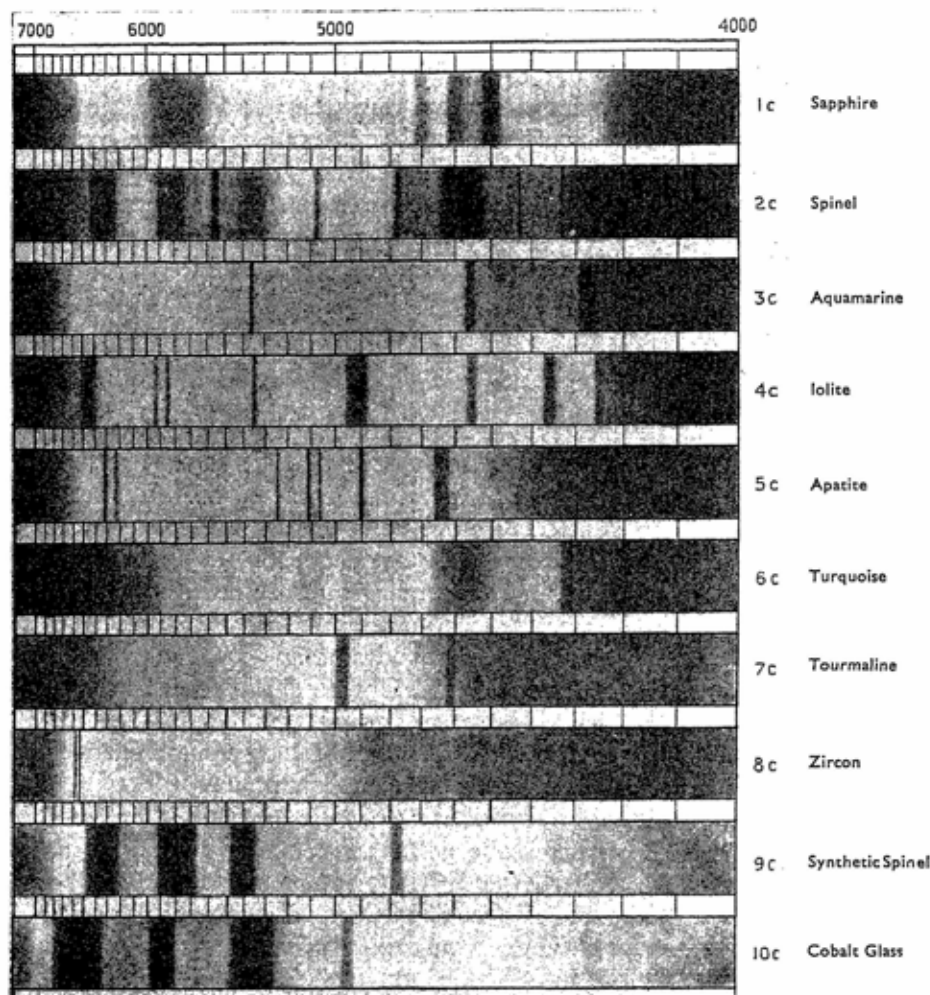 7000 6000 5000 4000
1c Sapphire
2c Spinel
3c Aquamarine
4c Iolite
5c Apatite
6c Turquoise
7c Tourmaline
8c Zircon
9c Synthetic Spinel
10c Cobalt Glass